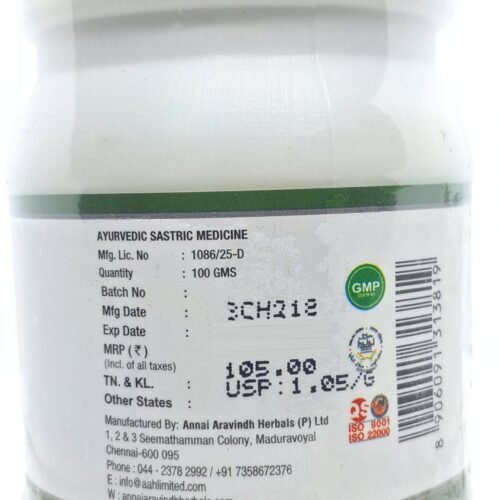 AYURVEDIC SASTRIC MEDICINE
Mfg. Lic. No : 1086/25-D
Quantity : 100 GMS
Batch No :
Mfg Date : 3CH218
Exp Date :
MRP (₹) :
(incl. of all taxes) 105.00
TN. & KL. : USP:1.05/G
Other States :
Manufactured By: Annai Aravindh Herbals (P) Ltd
1, 2 & 3 Seemathamman Colony, Maduravoyal
Chennai-600 095
Phone : 044 - 2378 2992 / +91 7358672376
E : info@aahlimited.com
W : annaiaravindhherbals.com
GMP
QS
ISO 9001
ISO 22000
8 906091 313819